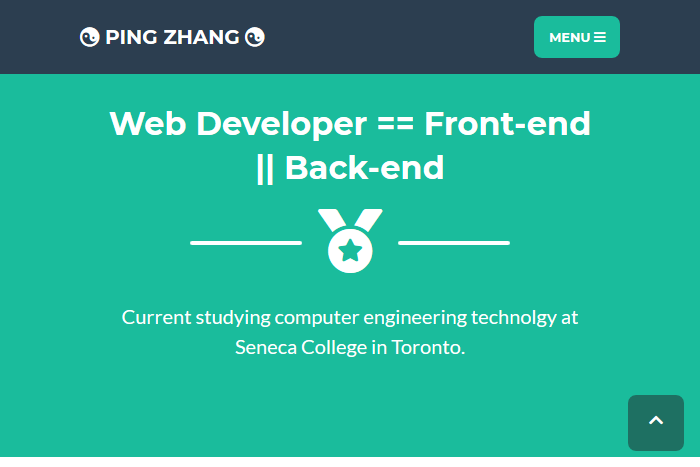 ☯ PING ZHANG ☯
MENU ☰
Web Developer == Front-end
|| Back-end
Current studying computer engineering technolgy at
Seneca College in Toronto.